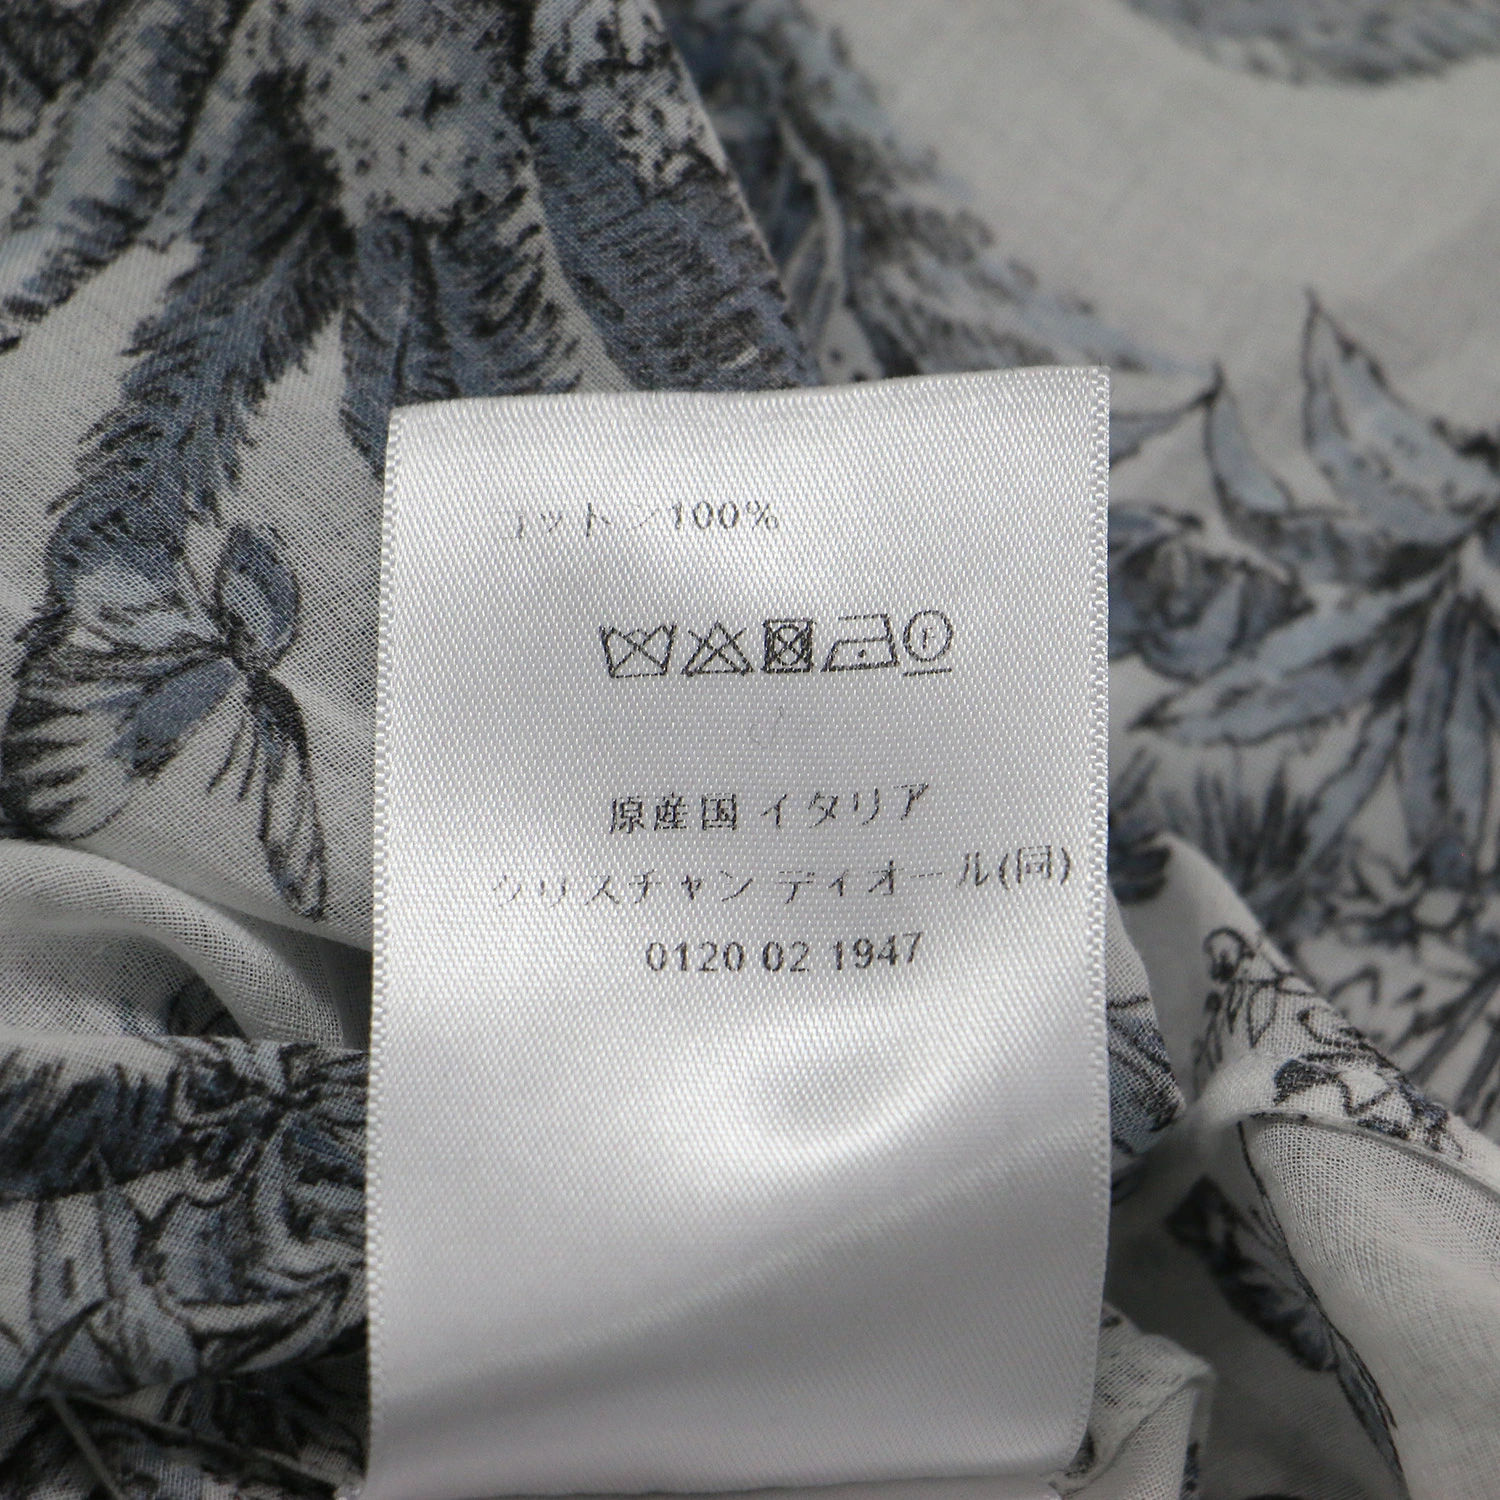 コットン100%
F
原産国 イタリア
クリスチャン ディオール(同)
0120 02 1947